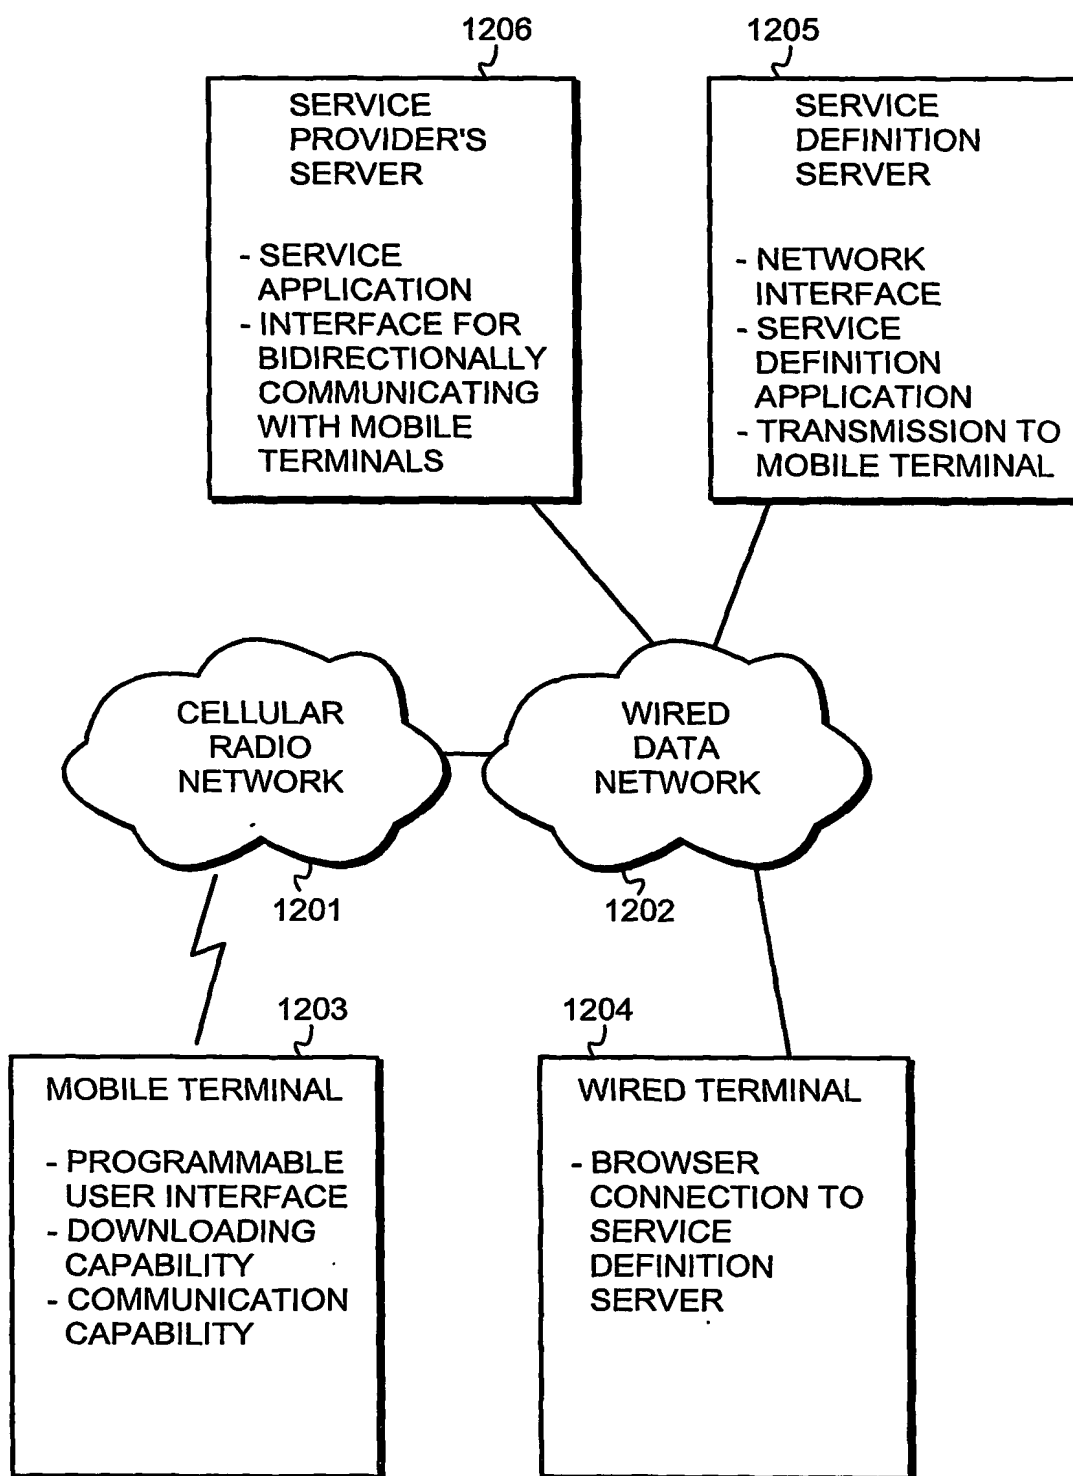 1206
1205
SERVICE
PROVIDER'S
SERVER
- SERVICE
APPLICATION
- INTERFACE FOR
BIDIRECTIONALLY
COMMUNICATING
WITH MOBILE
TERMINALS
SERVICE
DEFINITION
SERVER
- NETWORK
INTERFACE
- SERVICE
DEFINITION
APPLICATION
- TRANSMISSION TO
MOBILE TERMINAL
CELLULAR
RADIO
NETWORK
WIRED
DATA
NETWORK
1201
1202
1203
1204
MOBILE TERMINAL
- PROGRAMMABLE
USER INTERFACE
- DOWNLOADING
CAPABILITY
- COMMUNICATION
CAPABILITY
WIRED TERMINAL
- BROWSER
CONNECTION TO
SERVICE
DEFINITION
SERVER